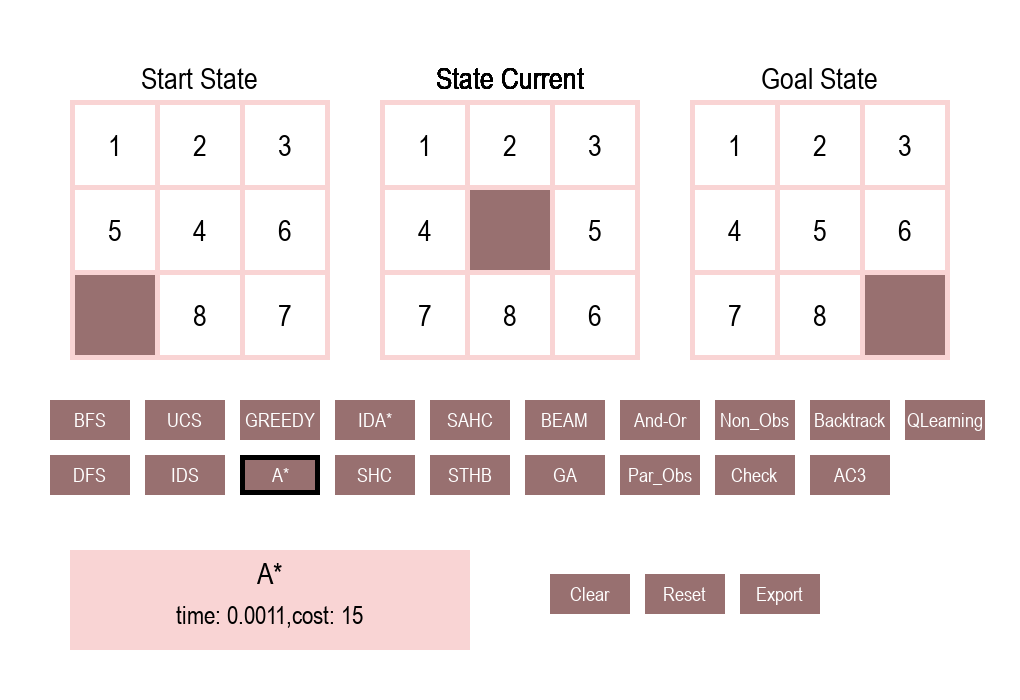 Start State State Current Goal State
1 2 3 1 2 3 1 2 3
5 4 6 4 5 4 5 6
8 7 7 8 6 7 8
BFS UCS GREEDY IDA* SAHC BEAM And-Or Non_Obs Backtrack QLearning
DFS IDS A* SHC STHB GA Par_Obs Check AC3
A*
time: 0.0011,cost: 15
Clear Reset Export